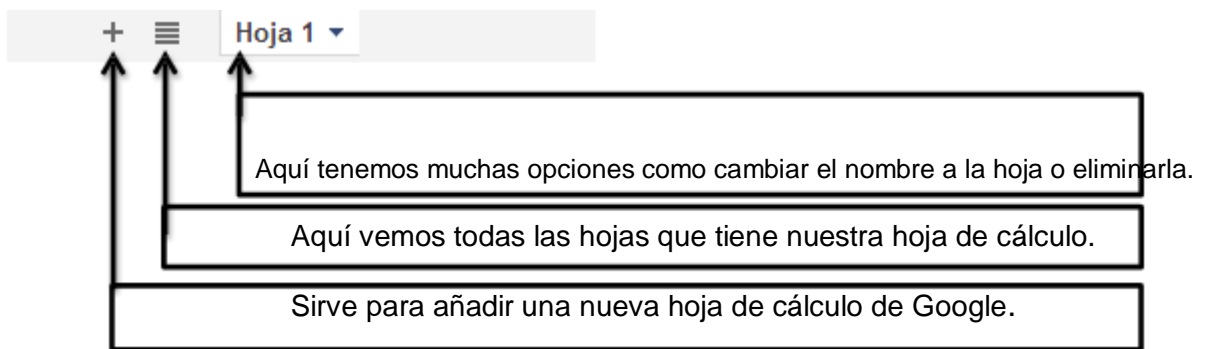 Hoja 1
Aquí tenemos muchas opciones como cambiar el nombre a la hoja o eliminarla.
Aquí vemos todas las hojas que tiene nuestra hoja de cálculo.
Sirve para añadir una nueva hoja de cálculo de Google.